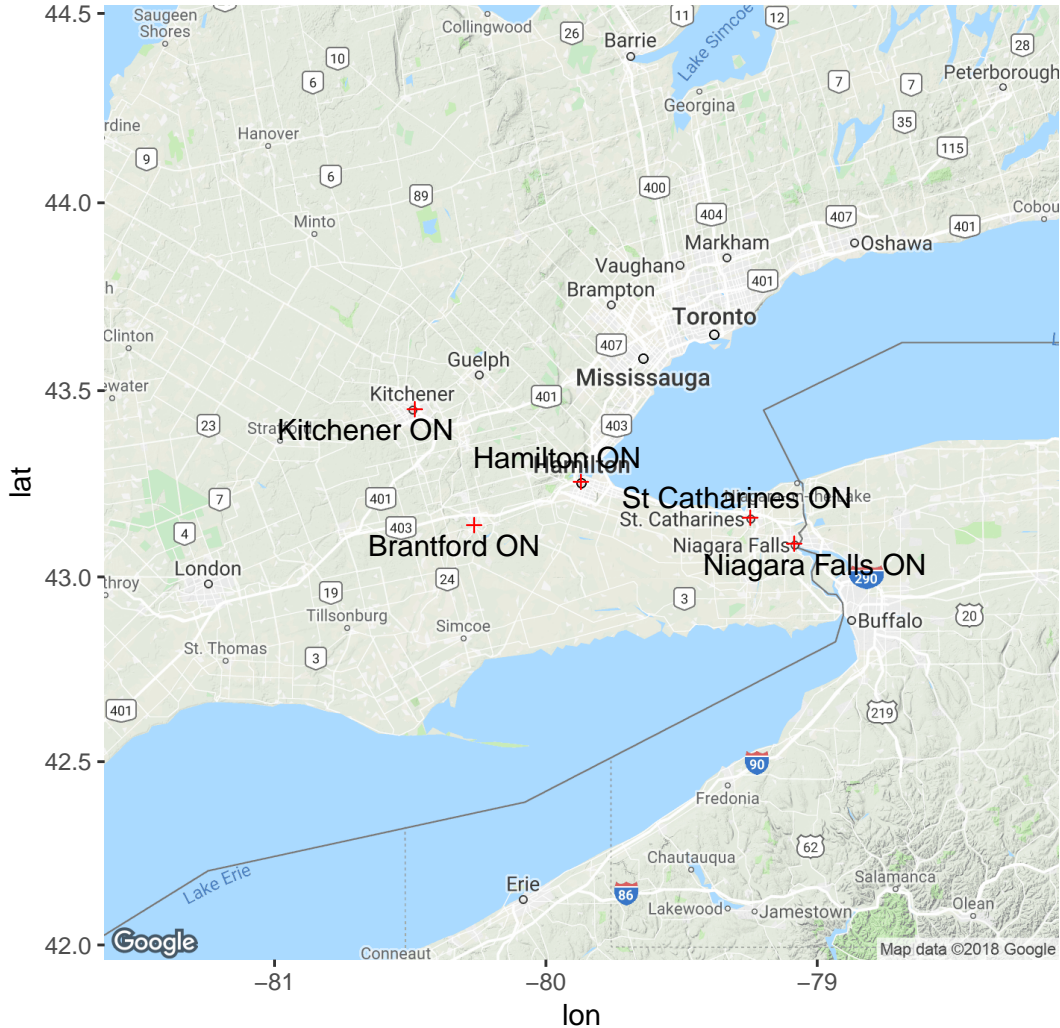 44.5
44.0
43.5
43.0
42.5
42.0
lat
−81
−80
−79
lon
Saugeen
Shores
Collingwood
11
12
26
Barrie
Lake Simcoe
28
10
6
7
7
Peterborough
Georgina
35
rdine
Hanover
115
9
6
89
400
404
407
Cobou
Minto
401
Markham
Oshawa
Vaughan
401
Brampton
Toronto
407
Clinton
Guelph
Mississauga
ewater
Kitchener
401
403
23
Kitchener ON
Hamilton ON
Hamilton
7
401
St Catharines ON
4
403
St. Catharines
Niagara Falls
Brantford ON
Niagara Falls ON
290
London
throy
24
19
3
20
Tillsonburg
Simcoe
Buffalo
St. Thomas
3
401
219
90
Fredonia
62
Chautauqua
Salamanca
Lake Erie
Erie
86
Lakewood
Jamestown
Olean
Google
Conneaut
Map data ©2018 Google